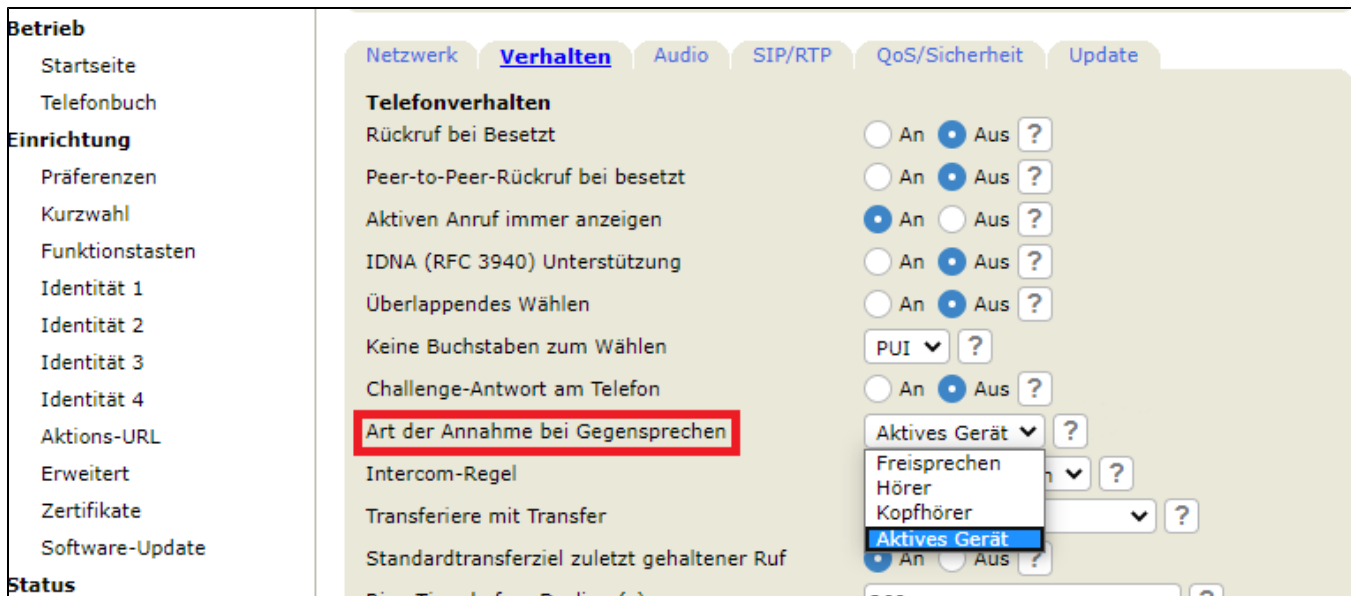 Betrieb
Startseite
Telefonbuch
Einrichtung
Präferenzen
Kurzwahl
Funktionstasten
Identität 1
Identität 2
Identität 3
Identität 4
Aktions-URL
Erweitert
Zertifikate
Software-Update
Status
Netzwerk Verhalten Audio SIP/RTP QoS/Sicherheit Update
Telefonverhalten
Rückruf bei Besetzt An Aus ?
Peer-to-Peer-Rückruf bei besetzt An Aus ?
Aktiven Anruf immer anzeigen An Aus ?
IDNA (RFC 3940) Unterstützung An Aus ?
Überlappendes Wählen An Aus ?
Keine Buchstaben zum Wählen PUI ?
Challenge-Antwort am Telefon An Aus ?
Art der Annahme bei Gegensprechen Aktives Gerät ?
Freisprechen
Hörer
Kopfhörer
Aktives Gerät
Intercom-Regel ?
Transferiere mit Transfer ?
Standardtransferziel zuletzt gehaltener Ruf An Aus ?